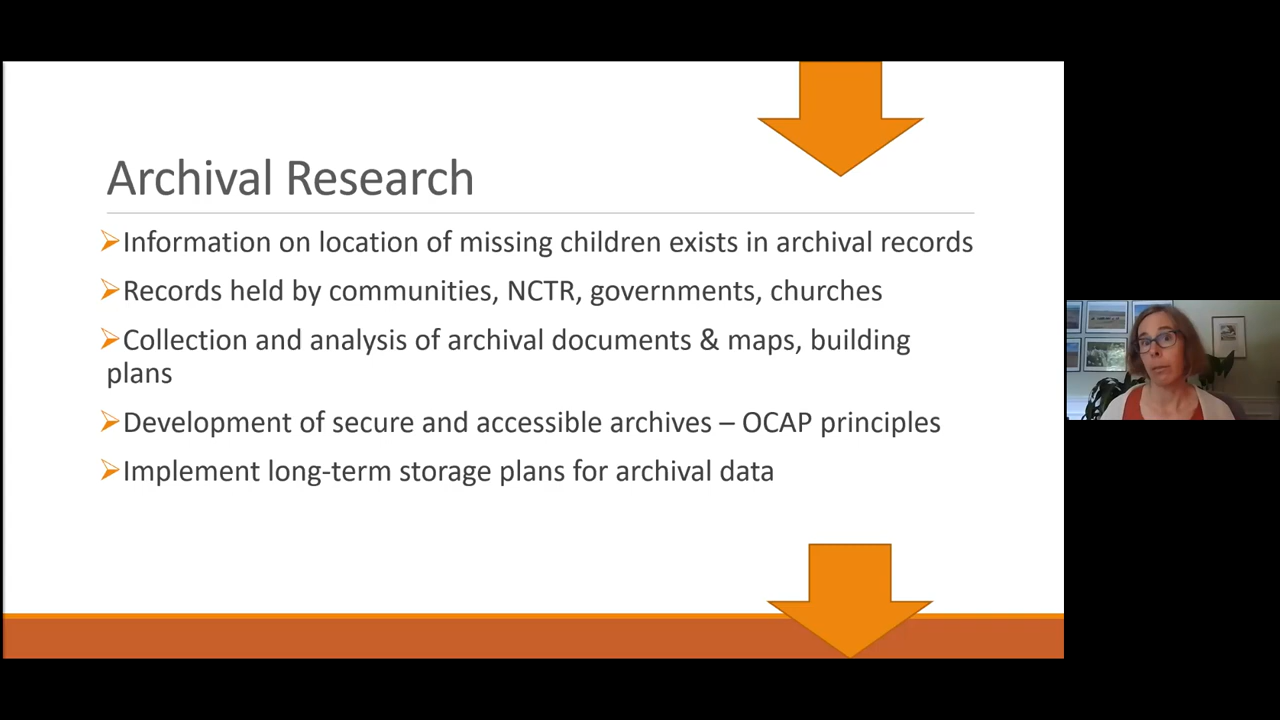 Archival Research
Information on location of missing children exists in archival records
Records held by communities, NCTR, governments, churches
Collection and analysis of archival documents & maps, building
plans
Development of secure and accessible archives – OCAP principles
Implement long-term storage plans for archival data